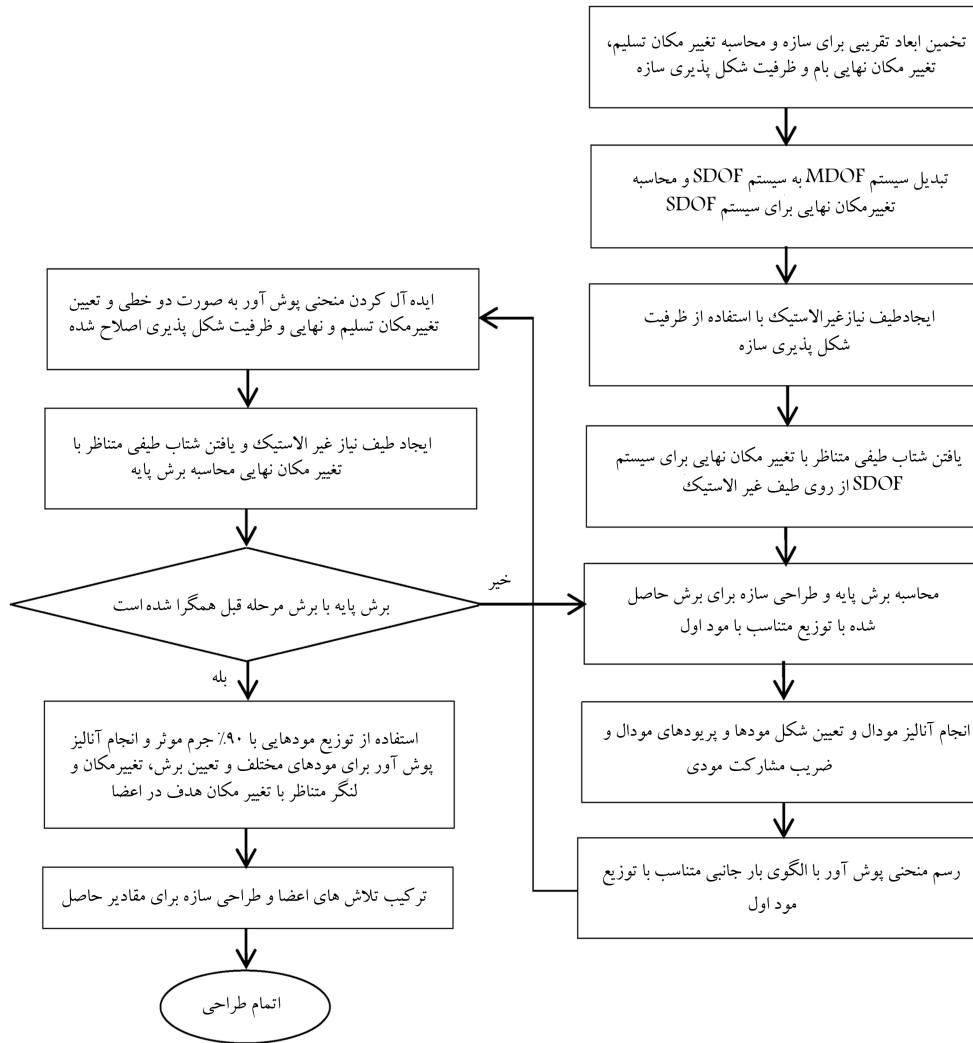 تخمین ابعاد تقریبی برای سازه و محاسبه تغییر مکان تسلیم،
تغییر مکان نهایی بام و ظرفیت شکل پذیری سازه
تبدیل سیستم MDOF به سیستم SDOF و محاسبه
تغییرمکان نهایی برای سیستم SDOF
ایجادطیف نیازغیرالاستیک با استفاده از ظرفیت
شکل پذیری سازه
یافتن شتاب طیفی متناظر با تغییر مکان نهایی برای سیستم
SDOF از روی طیف غیر الاستیک
محاسبه برش پایه و طراحی سازه برای برش حاصل
شده با توزیع متناسب با مود اول
انجام آنالیز مودال و تعیین شکل مودها و پریودهای مودال و
ضریب مشارکت مودی
رسم منحنی پوش آور با الگوی بار جانبی متناسب با توزیع
مود اول
ایده آل کردن منحنی پوش آور به صورت دو خطی و تعیین
تغییرمکان تسلیم و نهایی و ظرفیت شکل پذیری اصلاح شده
ایجاد طیف نیاز غیر الاستیک و یافتن شتاب طیفی متناظر با
تغییر مکان نهایی محاسبه برش پایه
برش پایه با برش مرحله قبل همگرا شده است
خیر
بله
استفاده از توزیع مودهایی با ۹۰٪ جرم موثر و انجام آنالیز
پوش آور برای مودهای مختلف و تعیین برش، تغییرمکان و
لنگر متناظر با تغییر مکان هدف در اعضا
ترکیب تلاش های اعضا و طراحی سازه برای مقادیر حاصل
اتمام طراحی